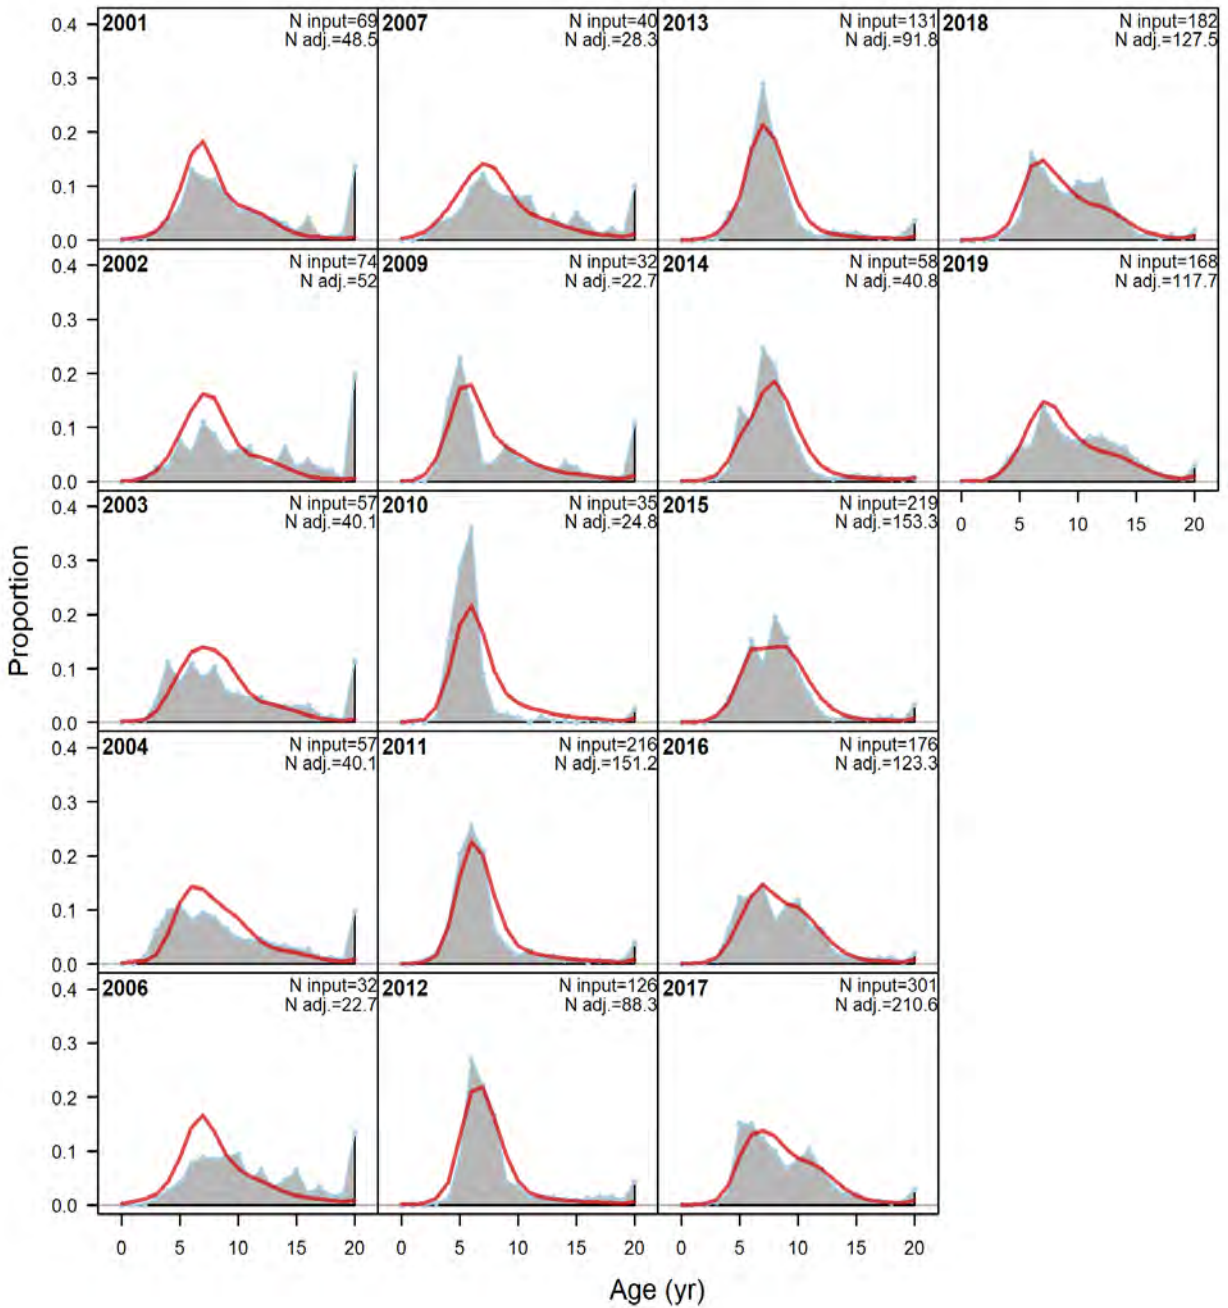 2001 N input=69
N adj.=48.5
2007 N input=40
N adj.=28.3
2013 N input=131
N adj.=91.8
2018 N input=182
N adj.=127.5
0.4
0.3
0.2
0.1
0.0
2002 N input=74
N adj.=52
2009 N input=32
N adj.=22.7
2014 N input=58
N adj.=40.8
2019 N input=168
N adj.=117.7
0.4
0.3
0.2
0.1
0.0
0 5 10 15 20
2003 N input=57
N adj.=40.1
2010 N input=35
N adj.=24.8
2015 N input=219
N adj.=153.3
0.4
0.3
0.2
0.1
0.0
Proportion
2004 N input=57
N adj.=40.1
2011 N input=216
N adj.=151.2
2016 N input=176
N adj.=123.3
0.4
0.3
0.2
0.1
0.0
2006 N input=32
N adj.=22.7
2012 N input=126
N adj.=88.3
2017 N input=301
N adj.=210.6
0.4
0.3
0.2
0.1
0.0
0 5 10 15 20
0 5 10 15 20
0 5 10 15 20
Age (yr)